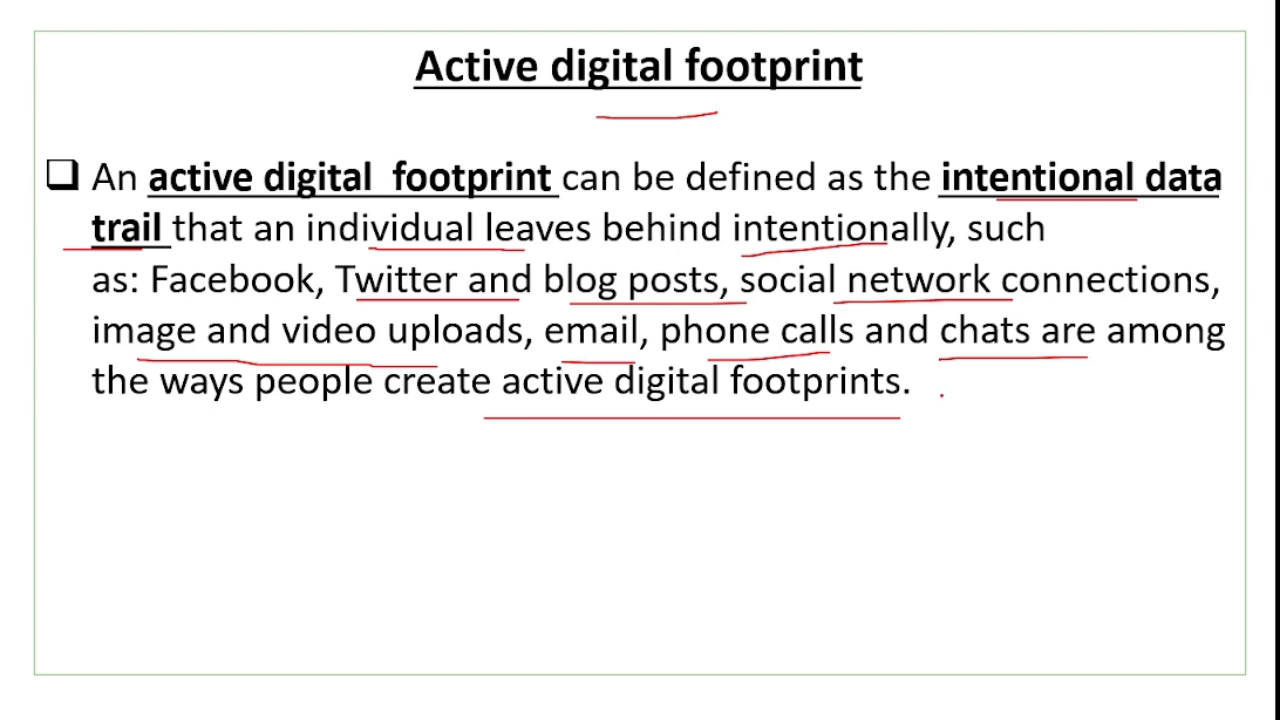 Active digital footprint
❑ An active digital footprint can be defined as the intentional data
trail that an individual leaves behind intentionally, such
as: Facebook, Twitter and blog posts, social network connections,
image and video uploads, email, phone calls and chats are among
the ways people create active digital footprints.